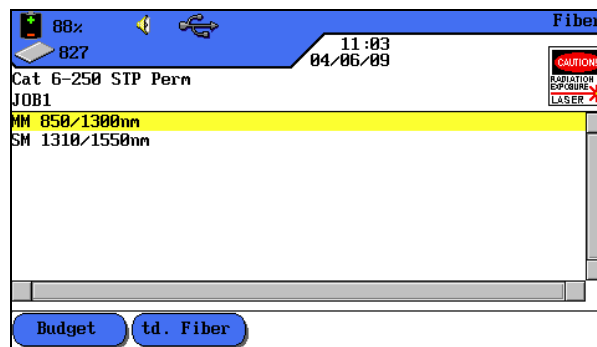 88%
Fiber
827
11:03
04/06/09
CAUTION!
RADIATION
EXPOSURE
LASER
Cat 6-250 STP Perm
JOB1
MM 850/1300nm
SM 1310/1550nm
Budget
td. Fiber